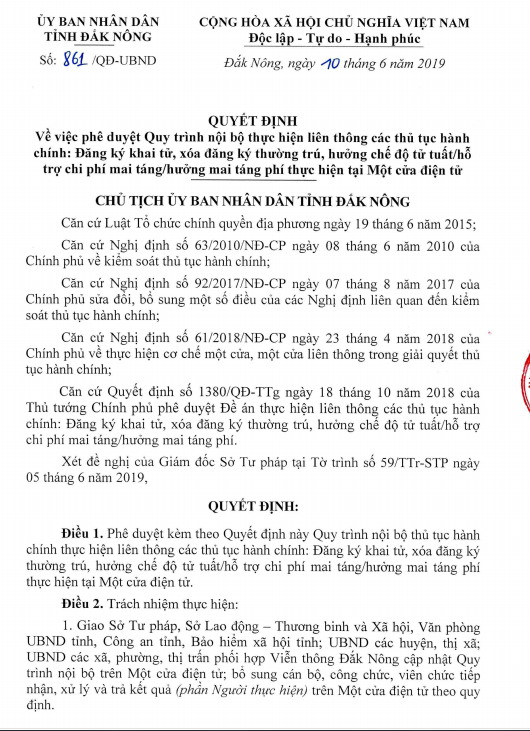 ỦY BAN NHÂN DÂN
TỈNH ĐẮK NÔNG
Số: 861 /QĐ-UBND
CỘNG HÒA XÃ HỘI CHỦ NGHĨA VIỆT NAM
Độc lập - Tự do - Hạnh phúc
Đắk Nông, ngày 10 tháng 6 năm 2019
QUYẾT ĐỊNH
Về việc phê duyệt Quy trình nội bộ thực hiện liên thông các thủ tục hành
chính: Đăng ký khai tử, xóa đăng ký thường trú, hưởng chế độ tử tuất/hỗ
trợ chi phí mai táng/hưởng mai táng phí thực hiện tại Một cửa điện tử
CHỦ TỊCH ỦY BAN NHÂN DÂN TỈNH ĐẮK NÔNG
Căn cứ Luật Tổ chức chính quyền địa phương ngày 19 tháng 6 năm 2015;
Căn cứ Nghị định số 63/2010/NĐ-CP ngày 08 tháng 6 năm 2010 của
Chính phủ về kiểm soát thủ tục hành chính;
Căn cứ Nghị định số 92/2017/NĐ-CP ngày 07 tháng 8 năm 2017 của
Chính phủ sửa đổi, bổ sung một số điều của các Nghị định liên quan đến kiểm
soát thủ tục hành chính;
Căn cứ Nghị định số 61/2018/NĐ-CP ngày 23 tháng 4 năm 2018 của
Chính phủ về thực hiện cơ chế một cửa, một cửa liên thông trong giải quyết thủ
tục hành chính;
Căn cứ Quyết định số 1380/QĐ-TTg ngày 18 tháng 10 năm 2018 của
Thủ tướng Chính phủ phê duyệt Đề án thực hiện liên thông các thủ tục hành
chính: Đăng ký khai tử, xóa đăng ký thường trú, hưởng chế độ tử tuất/hỗ trợ
chi phí mai táng/hưởng mai táng phí.
Xét đề nghị của Giám đốc Sở Tư pháp tại Tờ trình số 59/TTr-STP ngày
05 tháng 6 năm 2019,
QUYẾT ĐỊNH:
Điều 1. Phê duyệt kèm theo Quyết định này Quy trình nội bộ thủ tục hành
chính thực hiện liên thông các thủ tục hành chính: Đăng ký khai tử, xóa đăng ký
thường trú, hưởng chế độ tử tuất/hỗ trợ chi phí mai táng/hưởng mai táng phí
thực hiện tại Một cửa điện tử.
Điều 2. Trách nhiệm thực hiện:
1. Giao Sở Tư pháp, Sở Lao động – Thương binh và Xã hội, Văn phòng
UBND tỉnh, Công an tỉnh, Bảo hiểm xã hội tỉnh; UBND các huyện, thị xã;
UBND các xã, phường, thị trấn phối hợp Viễn thông Đắk Nông cập nhật Quy
trình nội bộ trên Một cửa điện tử; bổ sung cán bộ, công chức, viên chức tiếp
nhận, xử lý và trả kết quả (phần Người thực hiện) trên Một cửa điện tử theo quy
định.